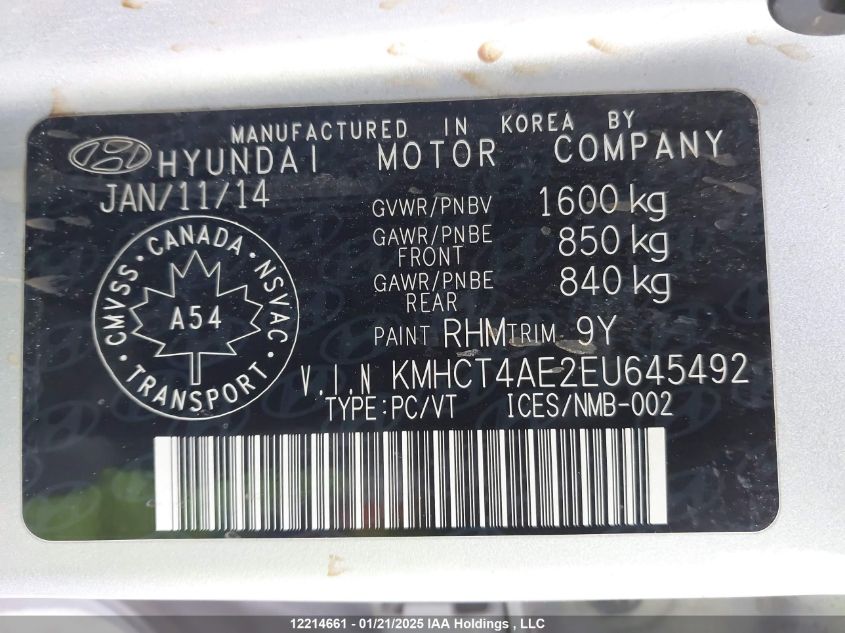 MANUFACTURED IN KOREA BY
HYUNDAI MOTOR COMPANY
JAN/11/14
GVWR/PNBV 1600 kg
GAWR/PNBE FRONT 850 kg
GAWR/PNBE REAR 840 kg
PAINT RHM TRIM 9Y
CMVSS · CANADA · NSVAC · TRANSPORT ·
A54
V.I.N KMHCT4AE2EU645492
TYPE:PC/VT ICES/NMB-002
12214661 - 01/21/2025 IAA Holdings , LLC